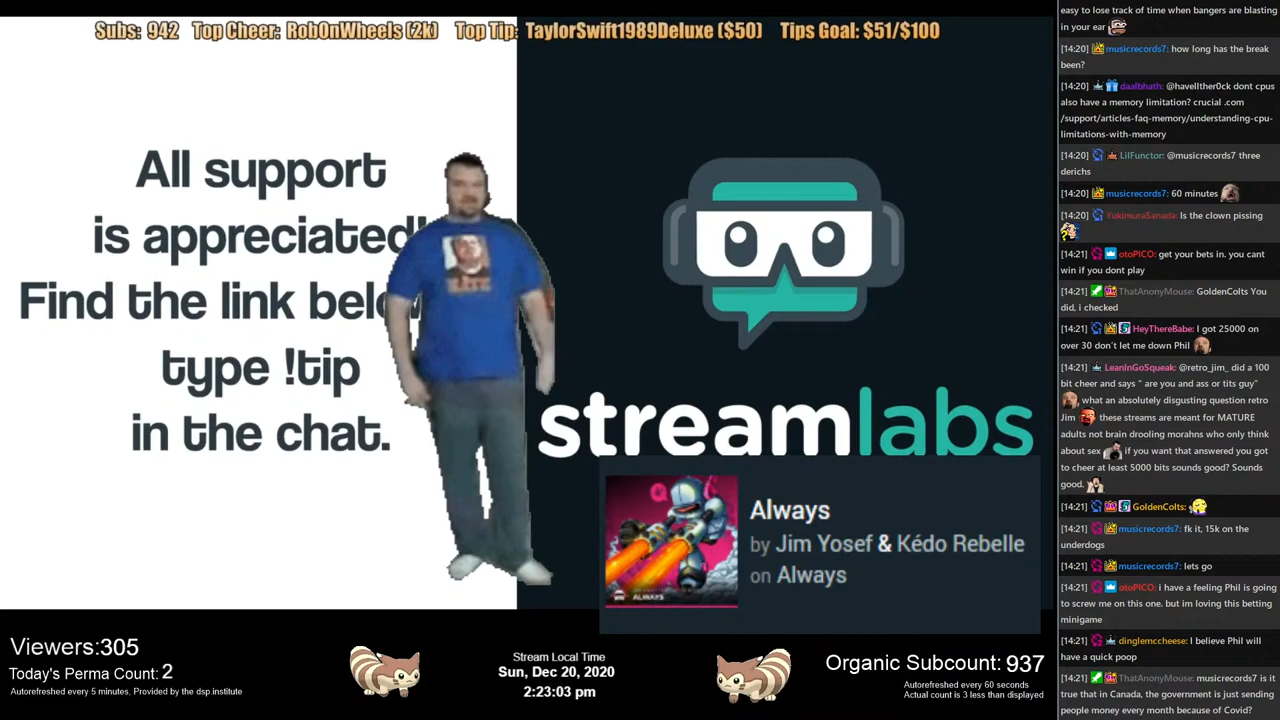 Subs: 942 Top Cheer: RobOnWheels (2k) Top Tip: TaylorSwift1989Deluxe ($50) Tips Goal: $51/$100
All support
is appreciated!
Find the link below
type !tip
in the chat.
HATE
streamlabs
ALWAYS
Always
by Jim Yosef & Kédo Rebelle
on Always
Viewers:305
Today's Perma Count: 2
Autorefreshed every 5 minutes, Provided by the dsp institute
Stream Local Time
Sun, Dec 20, 2020
2:23:03 pm
Organic Subcount: 937
Autorefreshed every 60 seconds
Actual count is 3 less than displayed
easy to lose track of time when bangers are blasting
in your ear
[14:20] musicrecords7: how long has the break
been?
[14:20] daalbhath: @havellther0ck dont cpus
also have a memory limitation? crucial .com
/support/articles-faq-memory/understanding-cpu-
limitations-with-memory
[14:20] LilFunctor: @musicrecords7 three
derichs
[14:20] musicrecords7: 60 minutes
[14:20] YukimuraSanada: Is the clown pissing
[14:20] otoPICO: get your bets in. you cant
win if you dont play
[14:21] ThatAnonyMouse: GoldenColts You
did, i checked
[14:21] HeyThereBabe: I got 25000 on
over 30 don't let me down Phil
[14:21] LeanInGoSqueak: @retro_jim_ did a 100
bit cheer and says " are you and ass or tits guy"
what an absolutely disgusting question retro
Jim these streams are meant for MATURE
adults not brain drooling morahns who only think
about sex if you want that answered you got
to cheer at least 5000 bits sounds good? Sounds
good.
[14:21] GoldenColts:
[14:21] musicrecords7: fk it, 15k on the
underdogs
[14:21] musicrecords7: lets go
[14:21] otoPICO: i have a feeling Phil is going
to screw me on this one. but im loving this betting
minigame
[14:21] dinglemccheese: I believe Phil will
have a quick poop
[14:21] ThatAnonyMouse: musicrecords7 is it
true that in Canada, the government is just sending
people money every month because of Covid?